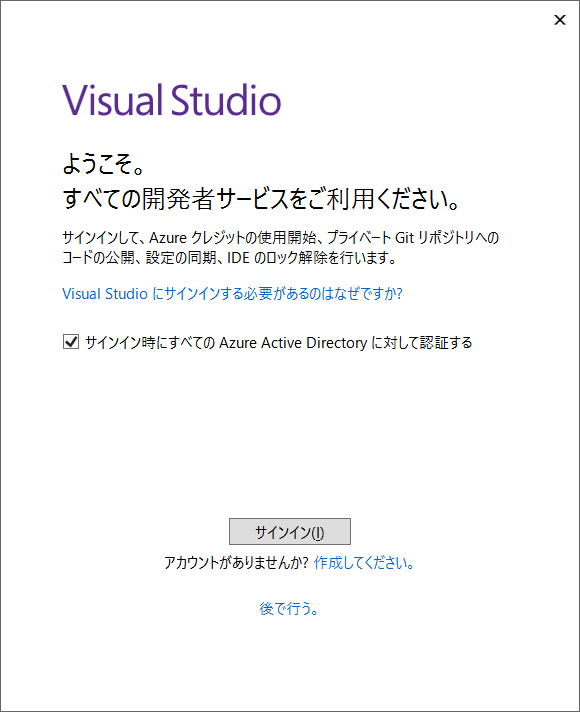 Visual Studio
ようこそ。
すべての開発者サービスをご利用ください。
サインインして、Azure クレジットの使用開始、プライベート Git リポジトリへの
コードの公開、設定の同期、IDE のロック解除を行います。
Visual Studio にサインインする必要があるのはなぜですか?
サインイン時にすべての Azure Active Directory に対して認証する
サインイン(I)
アカウントがありませんか? 作成してください。
後で行う。